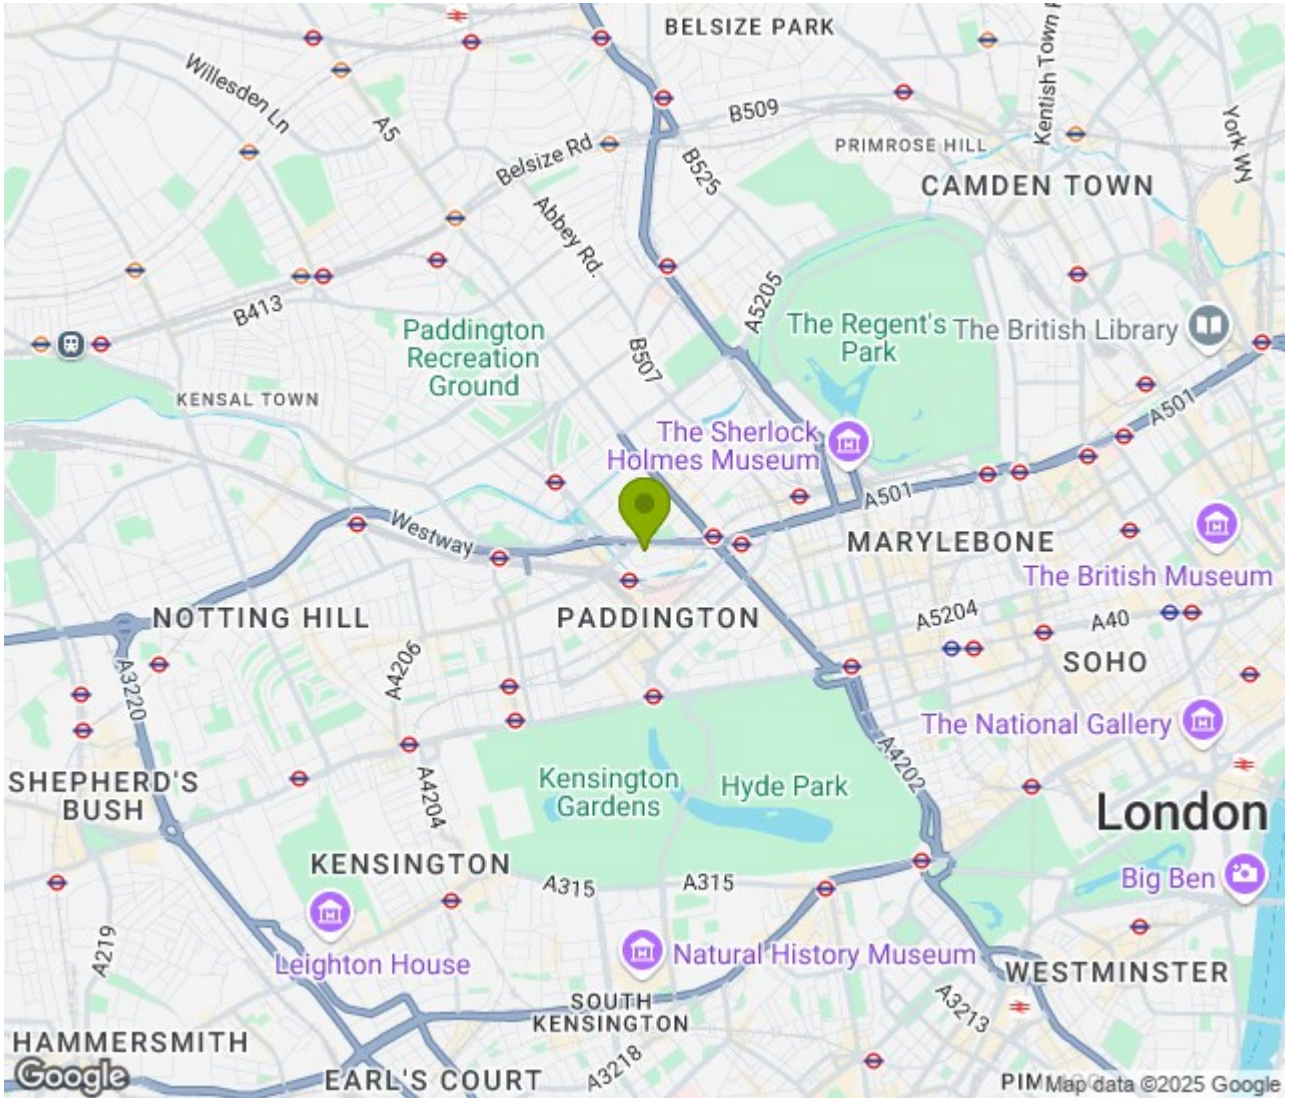 BELSIZE PARK
Willesden Ln
A5
Kentish Town
B509
York Wy
Belsize Rd
PRIMROSE HILL
B525
CAMDEN TOWN
Abbey Rd.
A5205
B413
Paddington
Recreation
Ground
The Regent's
Park
The British Library
B507
KENSAL TOWN
A501
The Sherlock
Holmes Museum
A501
Westway
MARYLEBONE
The British Museum
NOTTING HILL
PADDINGTON
A5204
A40
A4206
SOHO
A3220
The National Gallery
SHEPHERD'S
BUSH
A4204
Kensington
Gardens
Hyde Park
A4202
London
KENSINGTON
A315
A315
Big Ben
A219
Leighton House
Natural History Museum
WESTMINSTER
SOUTH
KENSINGTON
A3213
HAMMERSMITH
A3218
Google
EARL'S COURT
Map data ©2025 Google